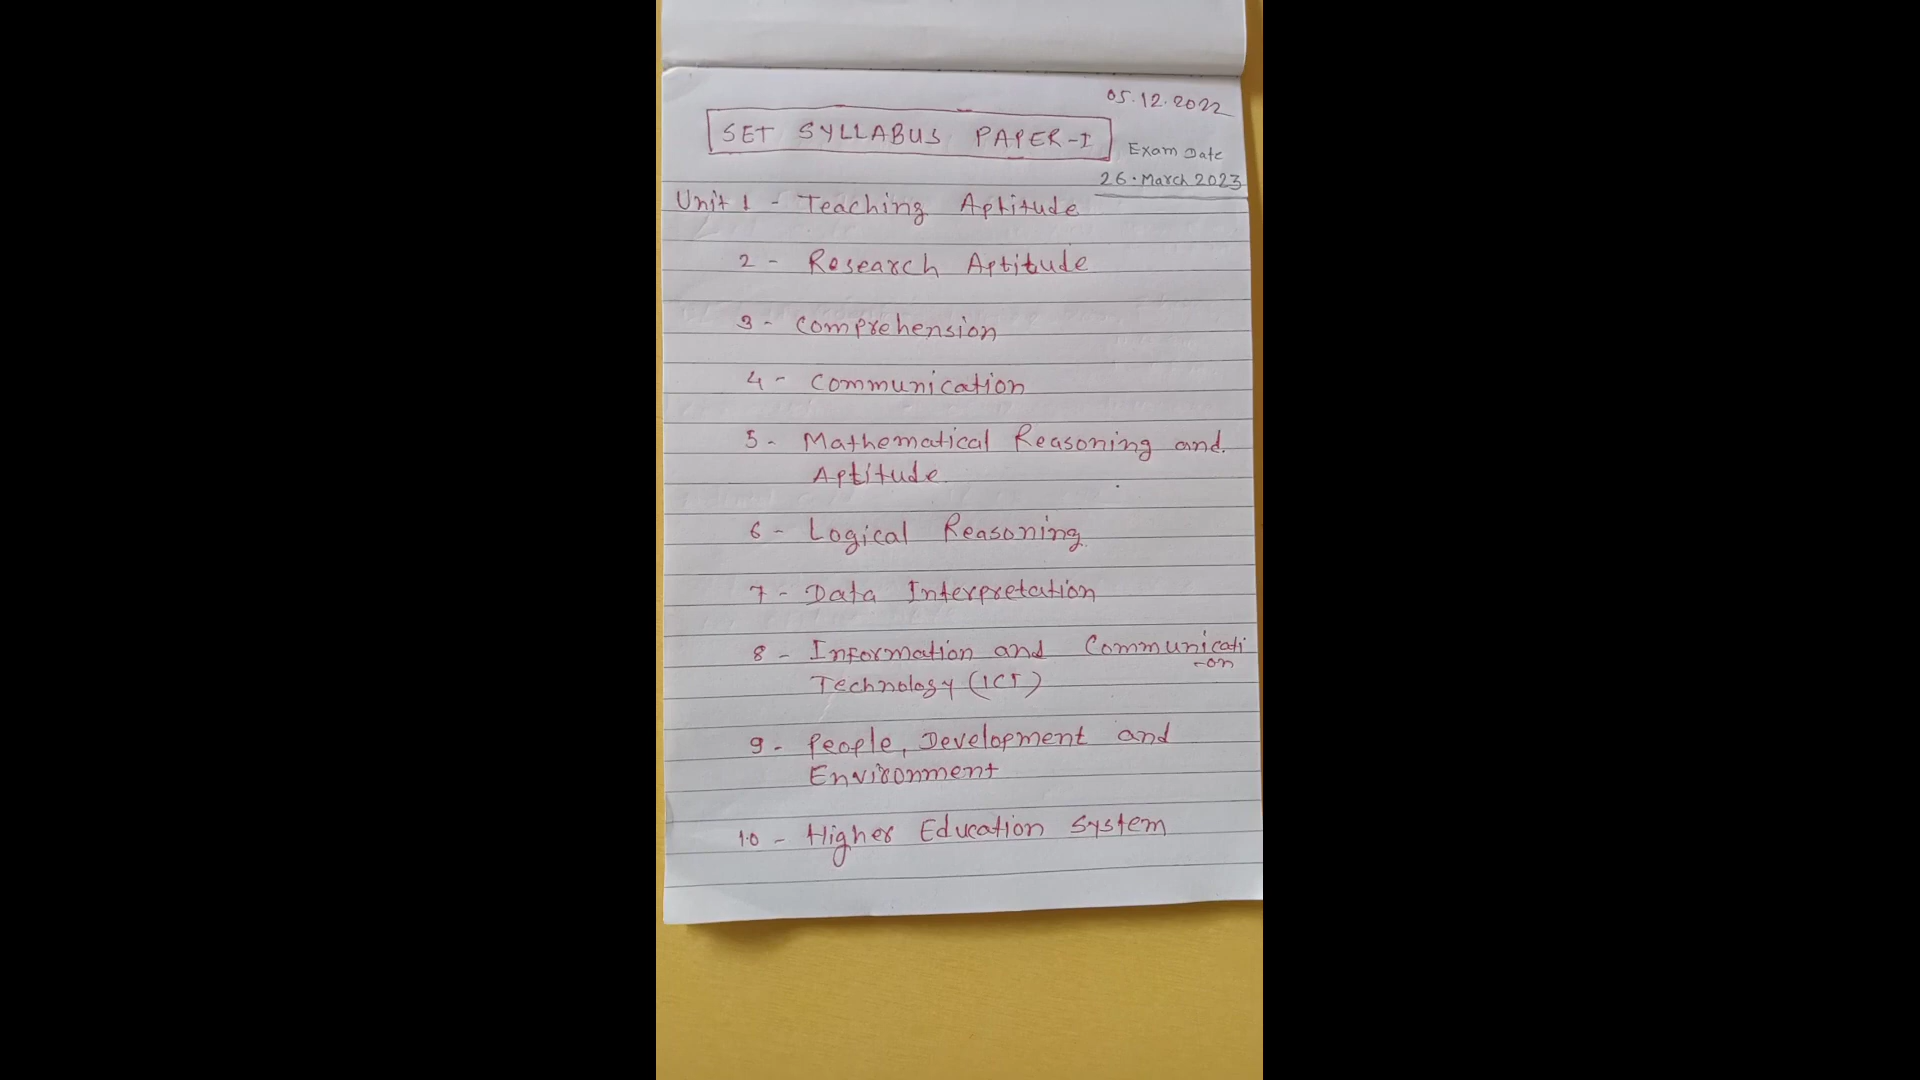 05.12.2022
SET SYLLABUS PAPER-I
Exam Date
26.March 2023
Unit 1 - Teaching Aptitude
2 - Research Aptitude
3 - Comprehension
4 - Communication
5 - Mathematical Reasoning and
Aptitude
6 - Logical Reasoning
7 - Data Interpretation
8 - Information and Communicati
-on
Technology (ICT)
9 - People, Development and
Environment
10 - Higher Education System